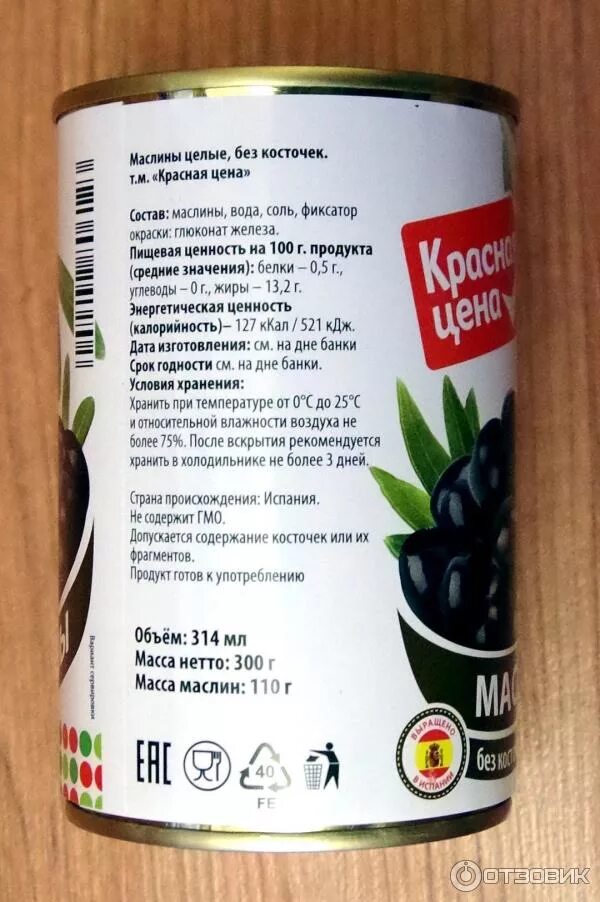 Маслины целые, без косточек.
т.м. «Красная цена»
Состав: маслины, вода, соль, фиксатор
окраски: глюконат железа.
Пищевая ценность на 100 г. продукта
(средние значения): белки – 0,5 г.,
углеводы – 0 г., жиры – 13,2 г.
Энергетическая ценность
(калорийность)– 127 кКал / 521 кДж.
Дата изготовления: см. на дне банки
Срок годности см. на дне банки.
Условия хранения:
Хранить при температуре от 0°С до 25°С
и относительной влажности воздуха не
более 75%. После вскрытия рекомендуется
хранить в холодильнике не более 3 дней.
Страна происхождения: Испания.
Не содержит ГМО.
Допускается содержание косточек или их
фрагментов.
Продукт готов к употреблению
Объём: 314 мл
Масса нетто: 300 г
Масса маслин: 110 г
EAC
40
FE
Вариант сервировки
Ы
Красная
цена
МАС
без кост
ВЫРАЩЕНО
В ИСПАНИИ
ОТЗОВИК